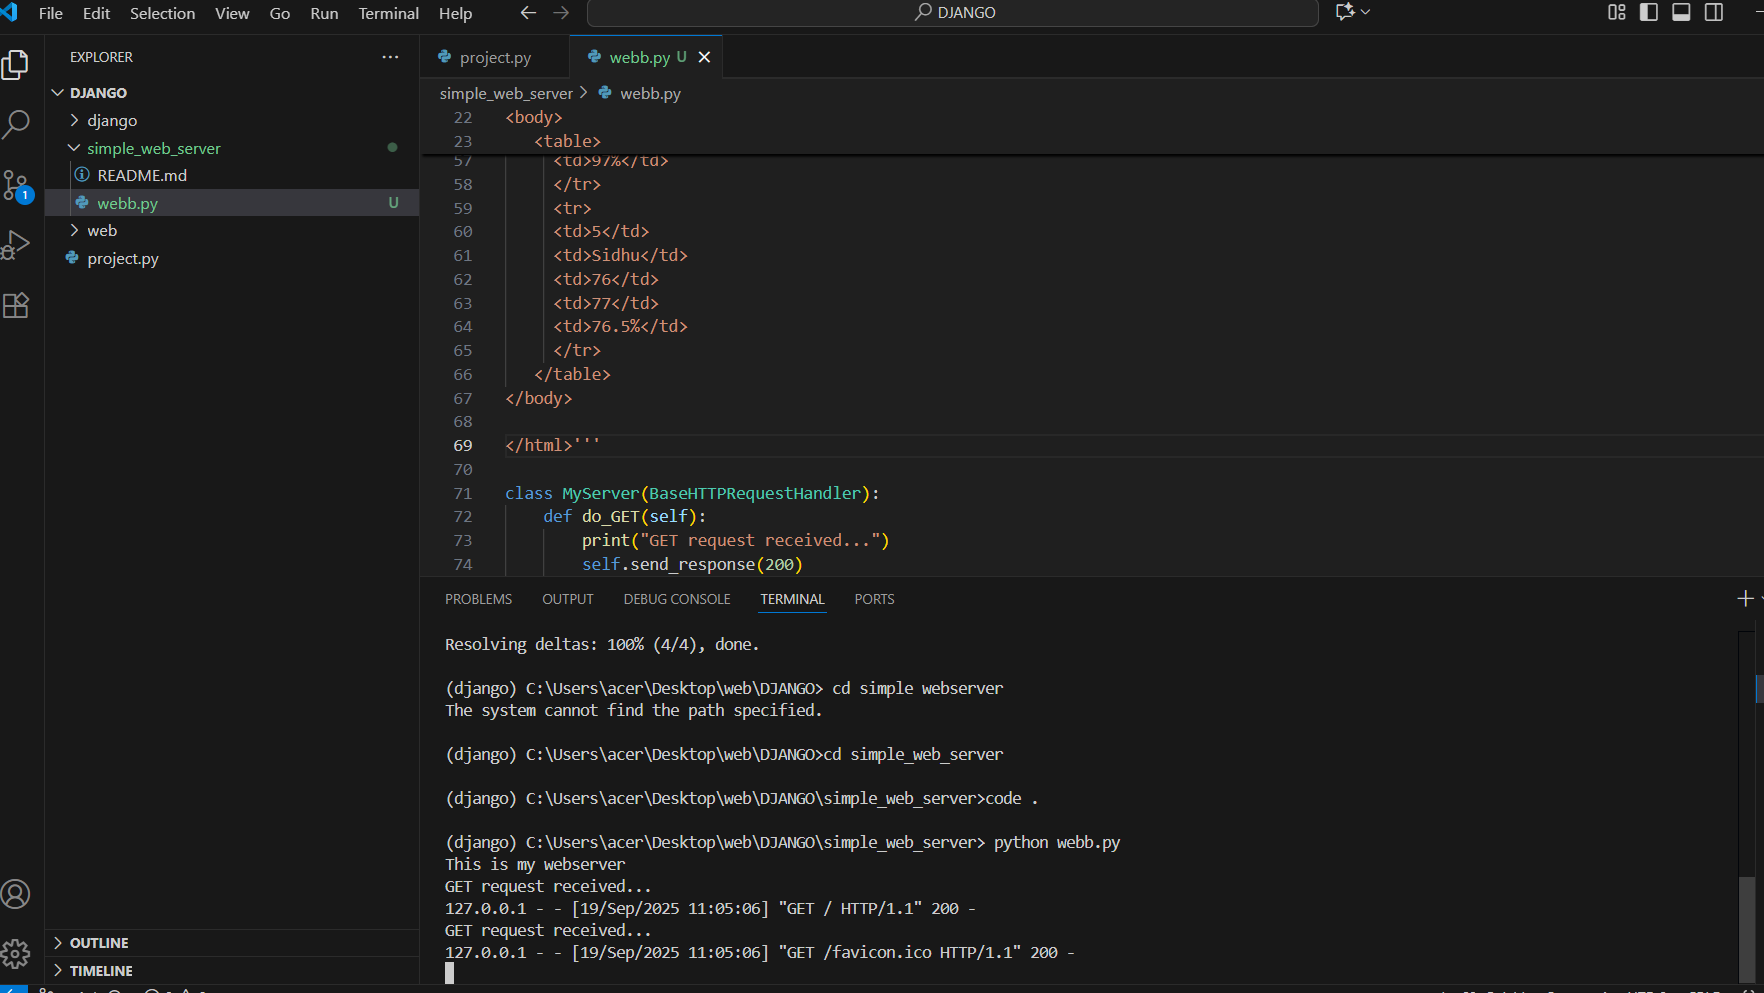 File Edit Selection View Go Run Terminal Help
DJANGO
EXPLORER
DJANGO
django
simple_web_server
README.md
webb.py U
web
project.py
OUTLINE
TIMELINE
1
project.py
webb.py U
simple_web_server > webb.py
22 <body>
23 <table>
57 <td>97%</td>
58 </tr>
59 <tr>
60 <td>5</td>
61 <td>Sidhu</td>
62 <td>76</td>
63 <td>77</td>
64 <td>76.5%</td>
65 </tr>
66 </table>
67 </body>
68
69 </html>'''
70
71 class MyServer(BaseHTTPRequestHandler):
72 def do_GET(self):
73 print("GET request received...")
74 self.send_response(200)
PROBLEMS OUTPUT DEBUG CONSOLE TERMINAL PORTS
Resolving deltas: 100% (4/4), done.
(django) C:\Users\acer\Desktop\web\DJANGO> cd simple webserver
The system cannot find the path specified.
(django) C:\Users\acer\Desktop\web\DJANGO>cd simple_web_server
(django) C:\Users\acer\Desktop\web\DJANGO\simple_web_server>code .
(django) C:\Users\acer\Desktop\web\DJANGO\simple_web_server> python webb.py
This is my webserver
GET request received...
127.0.0.1 - - [19/Sep/2025 11:05:06] "GET / HTTP/1.1" 200 -
GET request received...
127.0.0.1 - - [19/Sep/2025 11:05:06] "GET /favicon.ico HTTP/1.1" 200 -